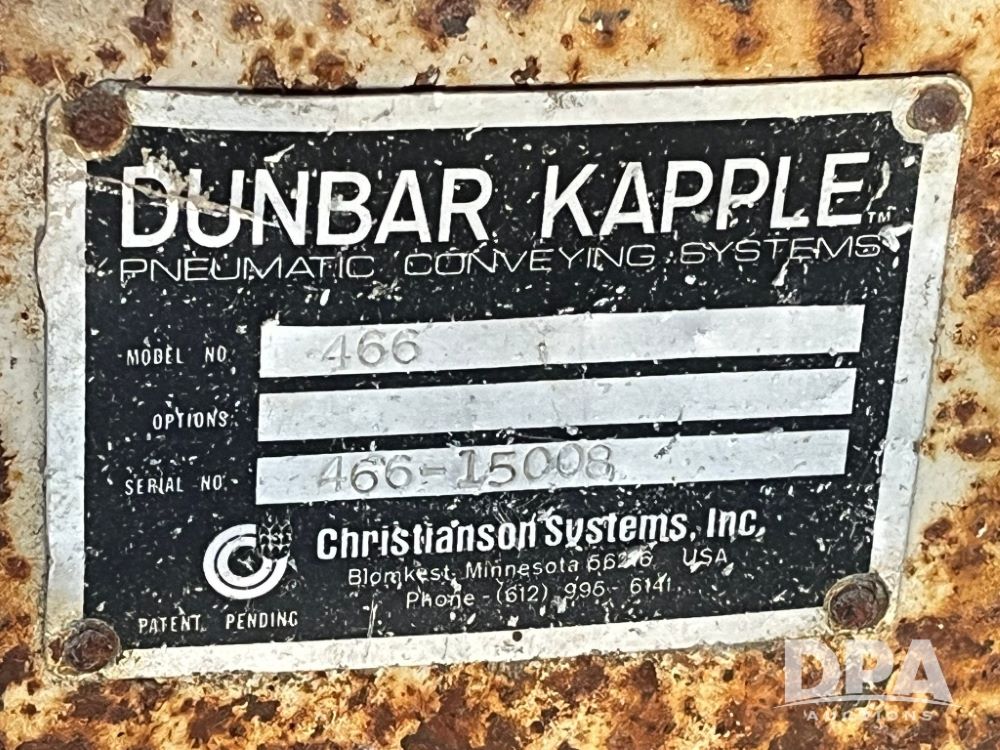 DUNBAR KAPPLE™
PNEUMATIC CONVEYING SYSTEMS
MODEL NO. 466
OPTIONS
SERIAL NO. 466-15008
Christianson Systems, Inc.
Blomkest, Minnesota 56216 USA
Phone - (612) 995 - 6141
PATENT PENDING
DPA
AUCTIONS